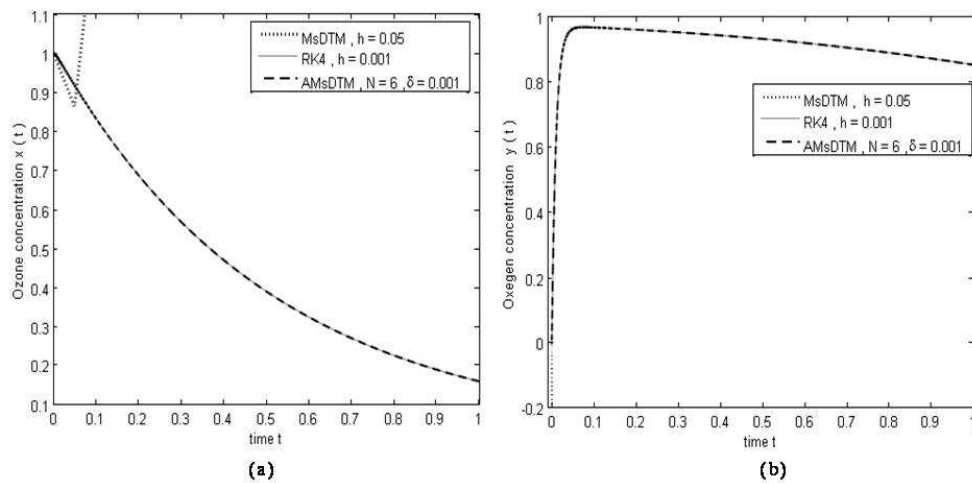 1.1
1
0.9
0.8
0.7
0.6
0.5
0.4
0.3
0.2
0.1
Ozone concentration x ( t )
MsDTM , h = 0.05
RK4 , h = 0.001
AMsDTM , N = 6 , δ = 0.001
0 0.1 0.2 0.3 0.4 0.5 0.6 0.7 0.8 0.9 1
time t
(a)
1
0.8
0.6
0.4
0.2
0
-0.2
Oxegen concentration y ( t )
MsDTM , h = 0.05
RK4 , h = 0.001
AMsDTM , N = 6 , δ = 0.001
0 0.1 0.2 0.3 0.4 0.5 0.6 0.7 0.8 0.9 1
time t
(b)